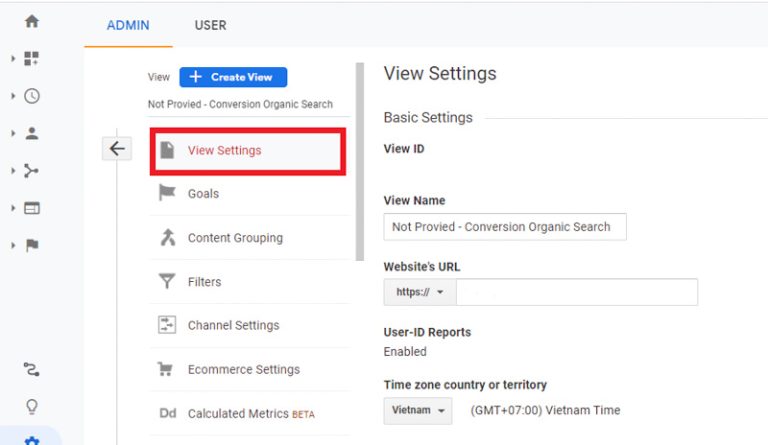 ADMIN USER
View + Create View
Not Provied - Conversion Organic Search
View Settings
Goals
Content Grouping
Filters
Channel Settings
Ecommerce Settings
Dd Calculated Metrics BETA
View Settings
Basic Settings
View ID
View Name
Not Provied - Conversion Organic Search
Website's URL
https://
User-ID Reports
Enabled
Time zone country or territory
Vietnam (GMT+07:00) Vietnam Time